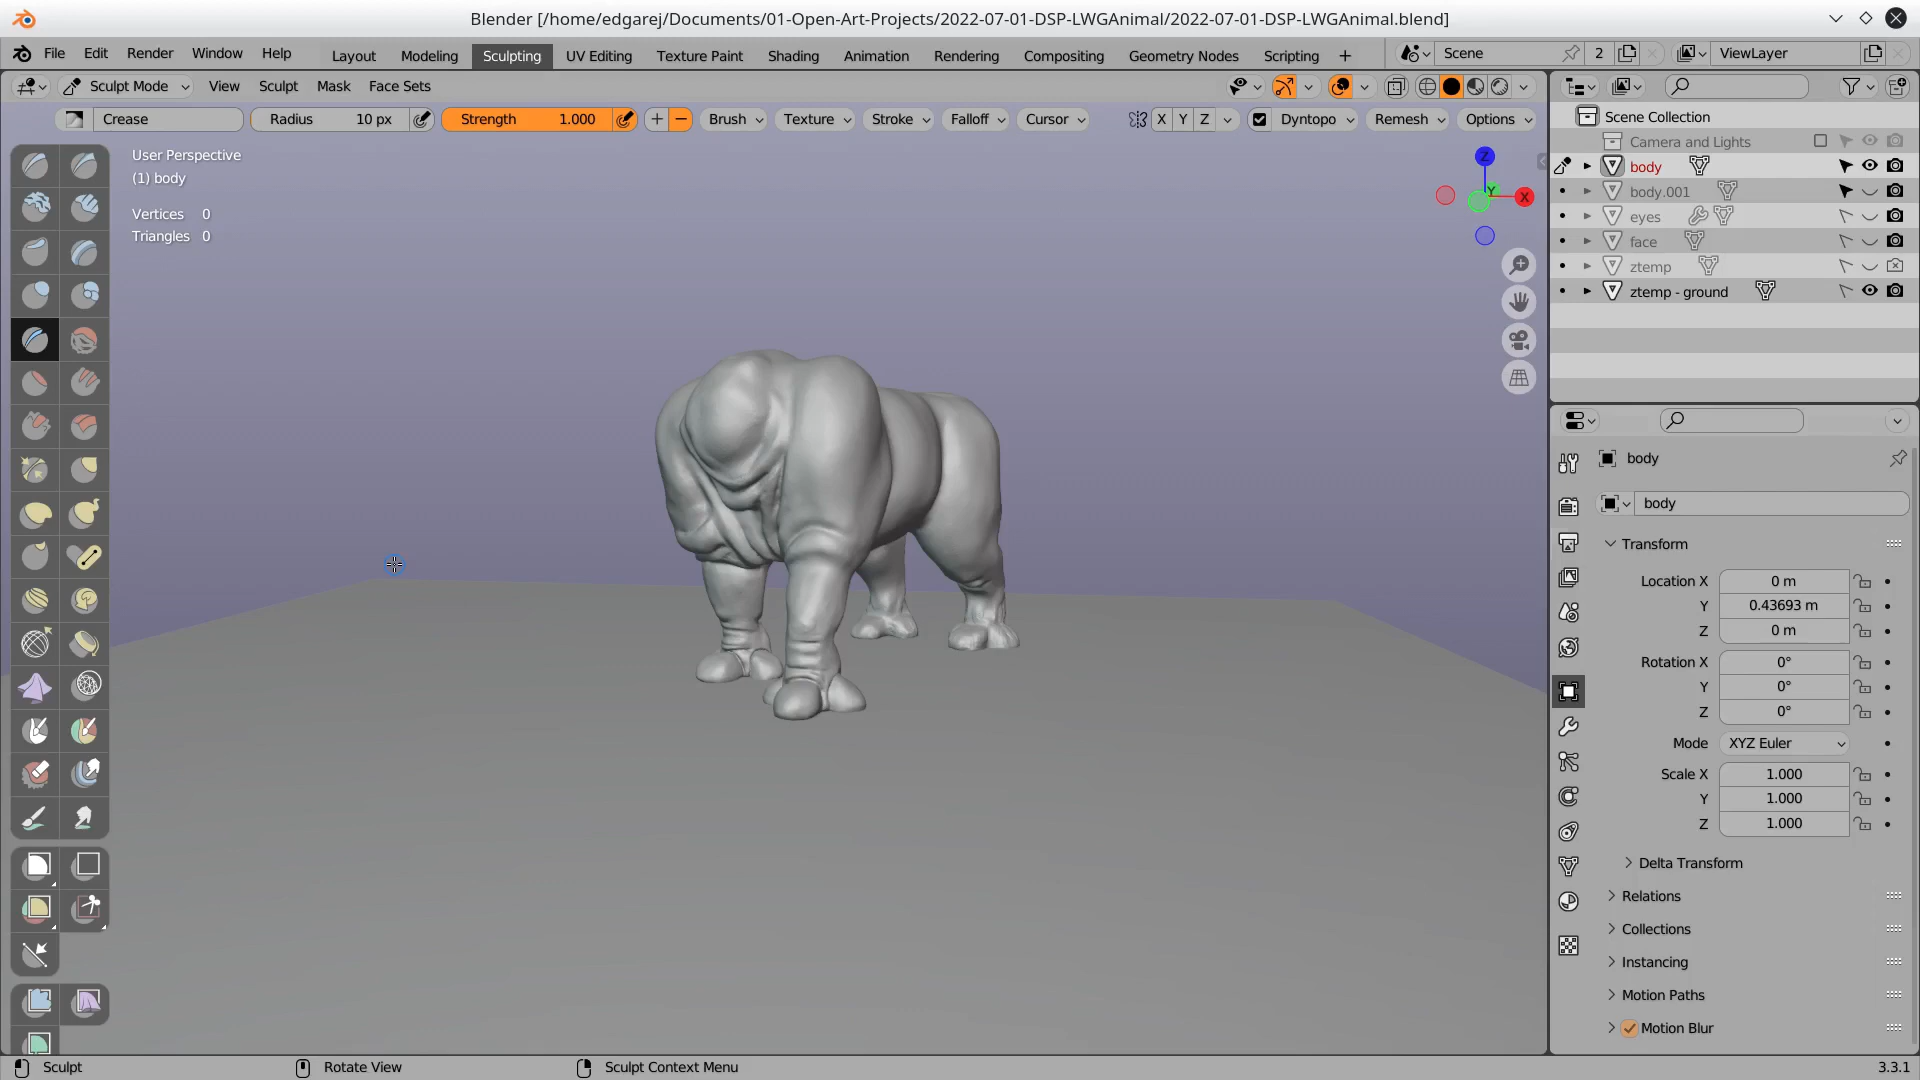 Blender [/home/edgarej/Documents/01-Open-Art-Projects/2022-07-01-DSP-LWGAnimal/2022-07-01-DSP-LWGAnimal.blend]
File Edit Render Window Help Layout Modeling Sculpting UV Editing Texture Paint Shading Animation Rendering Compositing Geometry Nodes Scripting + Scene 2 ViewLayer
Sculpt Mode View Sculpt Mask Face Sets
Crease Radius 10 px Strength 1.000 + − Brush Texture Stroke Falloff Cursor X Y Z Dyntopo Remesh Options
User Perspective
(1) body
Vertices 0
Triangles 0
Z
Y
X
Scene Collection
Camera and Lights
body
body.001
eyes
face
ztemp
ztemp - ground
body
body
Transform
Location X 0 m
Y 0.43693 m
Z 0 m
Rotation X 0°
Y 0°
Z 0°
Mode XYZ Euler
Scale X 1.000
Y 1.000
Z 1.000
Delta Transform
Relations
Collections
Instancing
Motion Paths
Motion Blur
Sculpt Rotate View Sculpt Context Menu 3.3.1